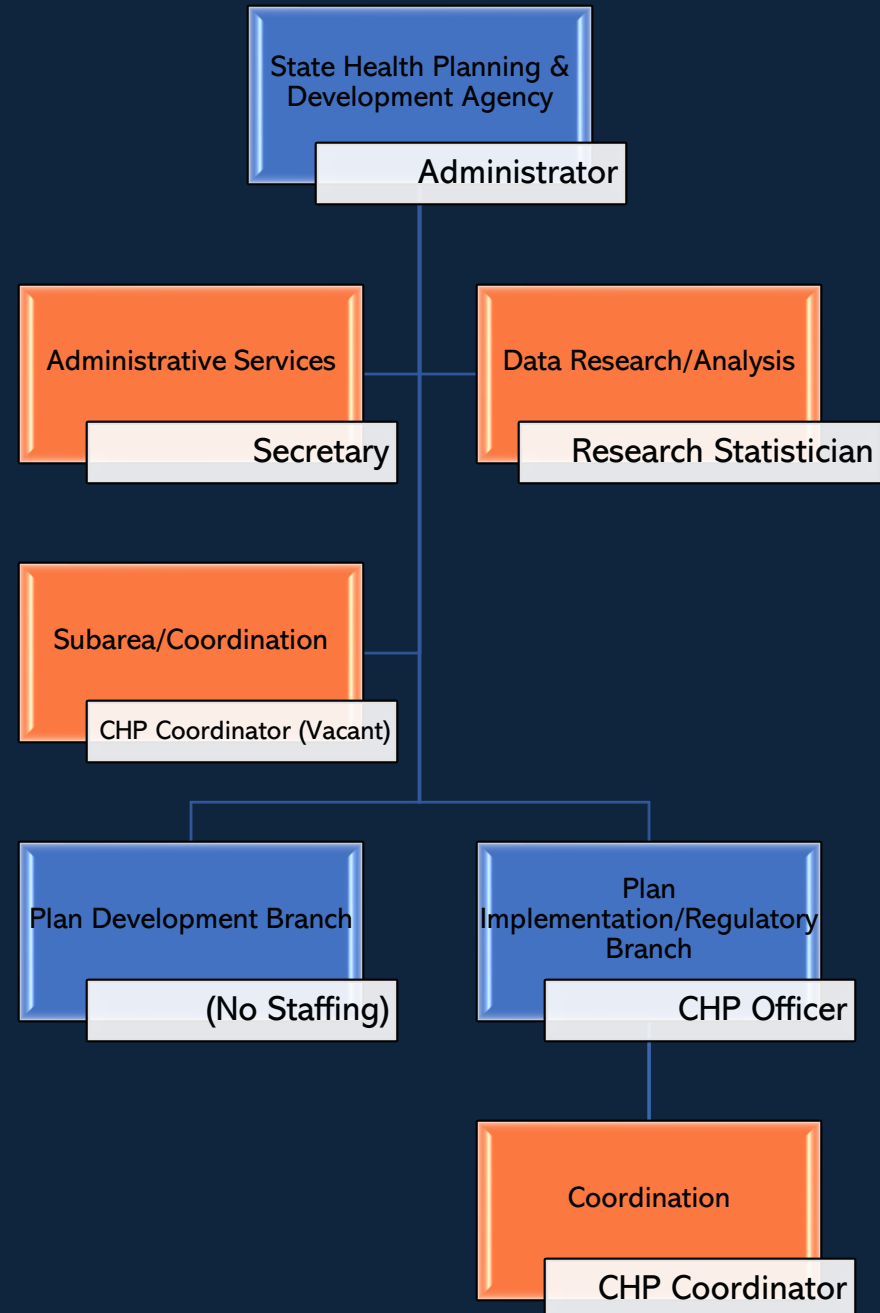 State Health Planning &
Development Agency
Administrator
Administrative Services
Secretary
Data Research/Analysis
Research Statistician
Subarea/Coordination
CHP Coordinator (Vacant)
Plan Development Branch
(No Staffing)
Plan
Implementation/Regulatory
Branch
CHP Officer
Coordination
CHP Coordinator